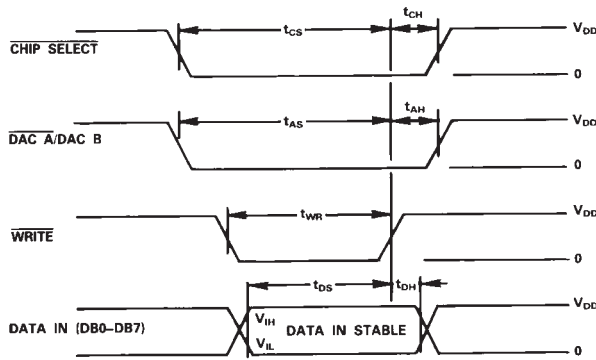 tCS
tCH
VDD
CHIP SELECT
0
tAS
tAH
VDD
DAC A/DAC B
0
tWR
VDD
WRITE
0
tDS
tDH
VDD
DATA IN (DB0–DB7)
VIH
DATA IN STABLE
VIL
0